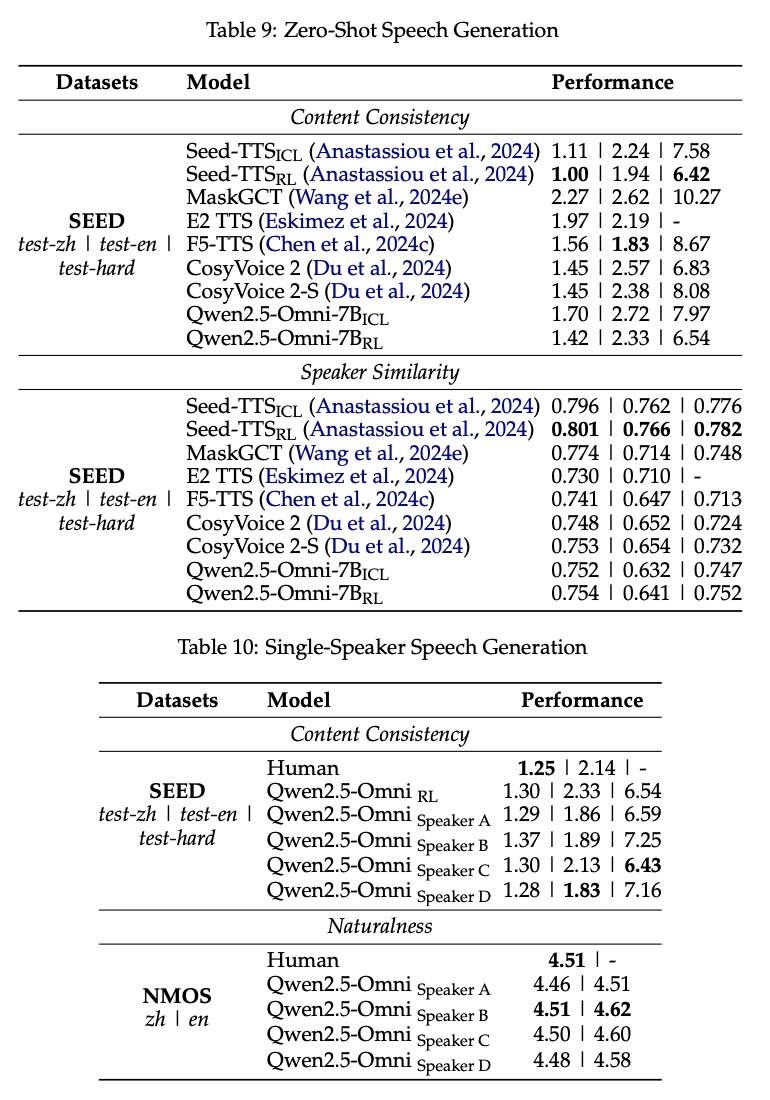 Table 9: Zero-Shot Speech Generation
Datasets Model Performance
Content Consistency
SEED
test-zh | test-en |
test-hard
Seed-TTSICL (Anastassiou et al., 2024) 1.11 | 2.24 | 7.58
Seed-TTSRL (Anastassiou et al., 2024) 1.00 | 1.94 | 6.42
MaskGCT (Wang et al., 2024e) 2.27 | 2.62 | 10.27
E2 TTS (Eskimez et al., 2024) 1.97 | 2.19 | -
F5-TTS (Chen et al., 2024c) 1.56 | 1.83 | 8.67
CosyVoice 2 (Du et al., 2024) 1.45 | 2.57 | 6.83
CosyVoice 2-S (Du et al., 2024) 1.45 | 2.38 | 8.08
Qwen2.5-Omni-7BICL 1.70 | 2.72 | 7.97
Qwen2.5-Omni-7BRL 1.42 | 2.33 | 6.54
Speaker Similarity
SEED
test-zh | test-en |
test-hard
Seed-TTSICL (Anastassiou et al., 2024) 0.796 | 0.762 | 0.776
Seed-TTSRL (Anastassiou et al., 2024) 0.801 | 0.766 | 0.782
MaskGCT (Wang et al., 2024e) 0.774 | 0.714 | 0.748
E2 TTS (Eskimez et al., 2024) 0.730 | 0.710 | -
F5-TTS (Chen et al., 2024c) 0.741 | 0.647 | 0.713
CosyVoice 2 (Du et al., 2024) 0.748 | 0.652 | 0.724
CosyVoice 2-S (Du et al., 2024) 0.753 | 0.654 | 0.732
Qwen2.5-Omni-7BICL 0.752 | 0.632 | 0.747
Qwen2.5-Omni-7BRL 0.754 | 0.641 | 0.752
Table 10: Single-Speaker Speech Generation
Datasets Model Performance
Content Consistency
SEED
test-zh | test-en |
test-hard
Human 1.25 | 2.14 | -
Qwen2.5-Omni RL 1.30 | 2.33 | 6.54
Qwen2.5-Omni Speaker A 1.29 | 1.86 | 6.59
Qwen2.5-Omni Speaker B 1.37 | 1.89 | 7.25
Qwen2.5-Omni Speaker C 1.30 | 2.13 | 6.43
Qwen2.5-Omni Speaker D 1.28 | 1.83 | 7.16
Naturalness
NMOS
zh | en
Human 4.51 | -
Qwen2.5-Omni Speaker A 4.46 | 4.51
Qwen2.5-Omni Speaker B 4.51 | 4.62
Qwen2.5-Omni Speaker C 4.50 | 4.60
Qwen2.5-Omni Speaker D 4.48 | 4.58